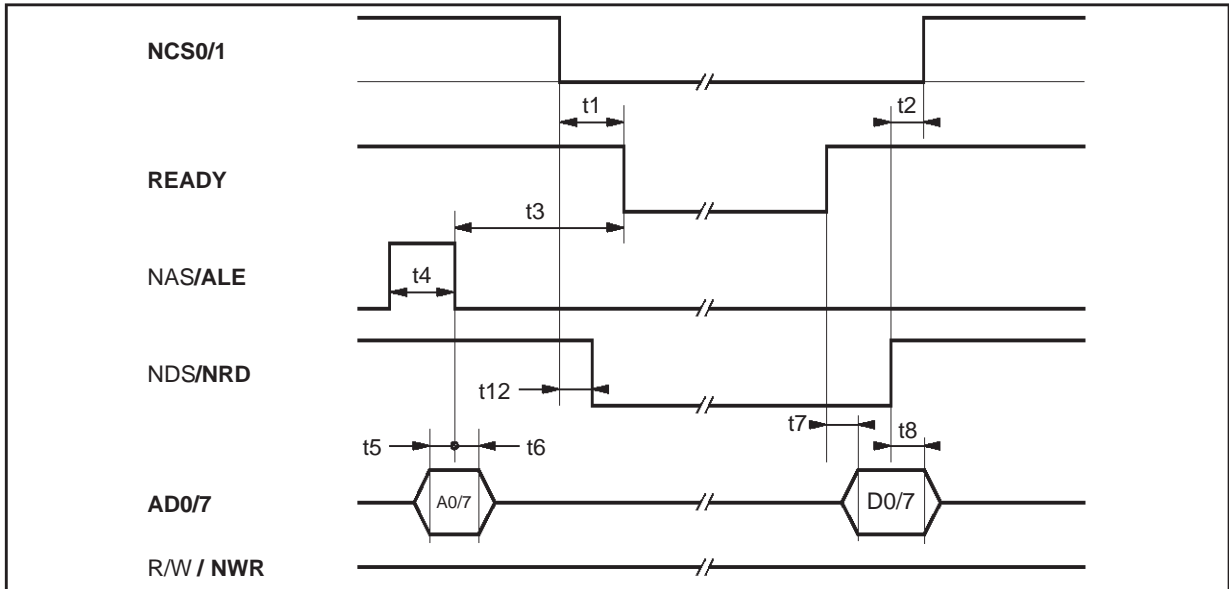 NCS0/1
t1
t2
READY
t3
NAS/ALE
t4
NDS/NRD
t12
t7
t8
t5
t6
AD0/7
A0/7
D0/7
R/W / NWR